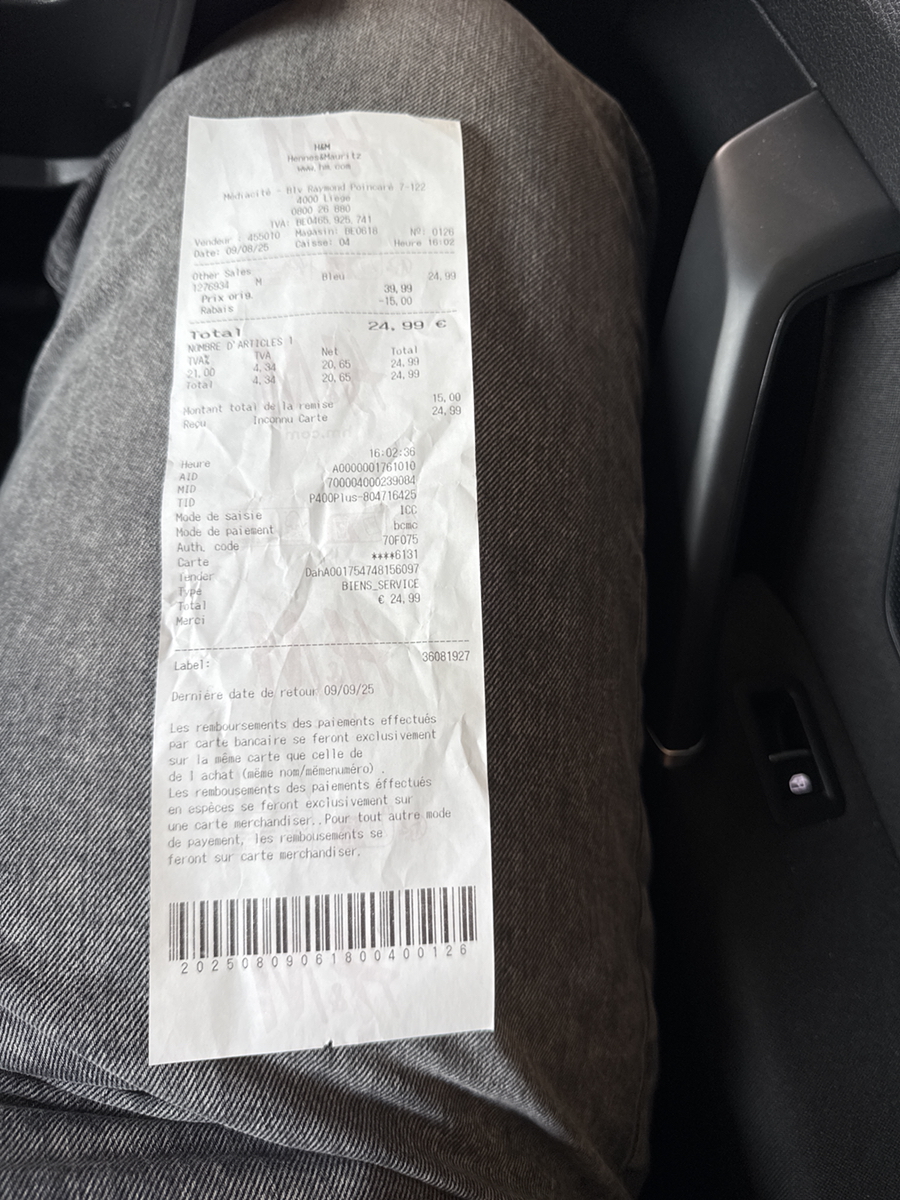 H&M
Hennes&Mauritz
www.hm.com
Médiacité - Blv Raymond Poincaré 7-122
4000 Liège
0800 26 880
TVA: BE0465.925.741
Vendeur : 455010 Magasin: BE0618 Nº: 0126
Date: 09/08/25 Caisse: 04 Heure 16:02
Other Sales Bleu 24,99
1276934 M
Prix orig. 39,99
Rabais -15,00
Total 24,99 €
NOMBRE D'ARTICLES 1
TVA% TVA Net Total
21.00 4,34 20,65 24,99
Total 4,34 20,65 24,99
Montant total de la remise 15,00
Reçu Inconnu Carte 24,99
Heure 16:02:36
AID A0000001761010
MID 700004000239084
TID P400Plus-804716425
Mode de saisie ICC
Mode de paiement bcmc
Auth. code 70F075
Carte ****6131
Tender DahA001754748156097
Type BIENS_SERVICE
Total € 24,99
Merci
Label: 36081927
Dernière date de retour 09/09/25
Les remboursements des paiements effectués
par carte bancaire se feront exclusivement
sur la même carte que celle de
de l achat (même nom/mêmenuméro) .
Les rembousements des paiements éffectués
en espèces se feront exclusivement sur
une carte merchandiser..Pour tout autre mode
de payement, les rembousements se
feront sur carte merchandiser.
20250809061800400126